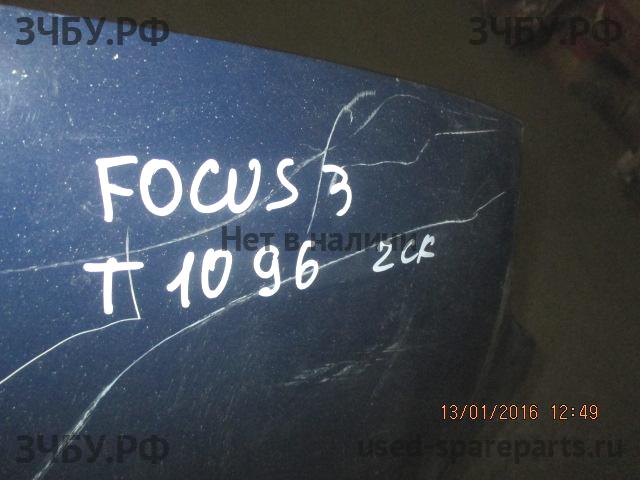 ЗЧБУ.РФ ЗЧБУ.РФ
FOCUS 3
Нет в наличии
T 1096 2СК
13/01/2016 12:49
ЗЧБУ.РФ used-spareparts.ru